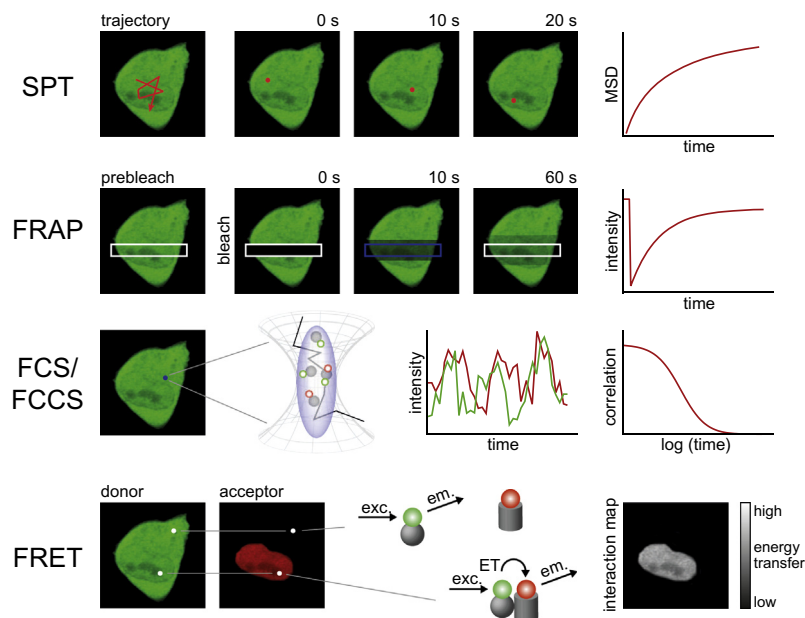 SPT
trajectory
0 s
10 s
20 s
MSD
time
FRAP
prebleach
bleach
0 s
10 s
60 s
intensity
time
FCS/
FCCS
intensity
time
correlation
log (time)
FRET
donor
acceptor
exc.
em.
exc.
ET
em.
interaction map
high
energy
transfer
low